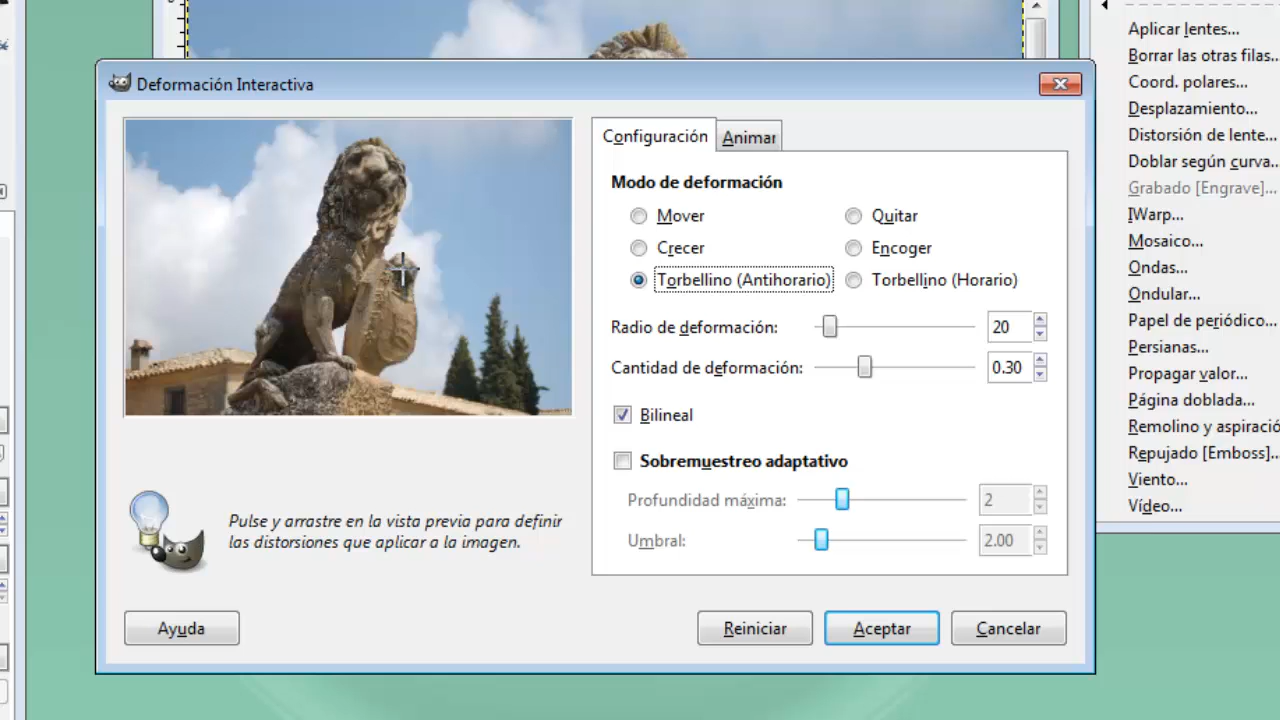 Deformación Interactiva
Configuración
Animar
Modo de deformación
Mover
Quitar
Crecer
Encoger
Torbellino (Antihorario)
Torbellino (Horario)
Radio de deformación:
20
Cantidad de deformación:
0.30
Bilineal
Sobremuestreo adaptativo
Profundidad máxima:
2
Umbral:
2.00
Pulse y arrastre en la vista previa para definir
las distorsiones que aplicar a la imagen.
Ayuda
Reiniciar
Aceptar
Cancelar
Aplicar lentes...
Borrar las otras filas...
Coord. polares...
Desplazamiento...
Distorsión de lente...
Doblar según curva...
Grabado [Engrave]...
IWarp...
Mosaico...
Ondas...
Ondular...
Papel de periódico...
Persianas...
Propagar valor...
Página doblada...
Remolino y aspiració
Repujado [Emboss]...
Viento...
Vídeo...